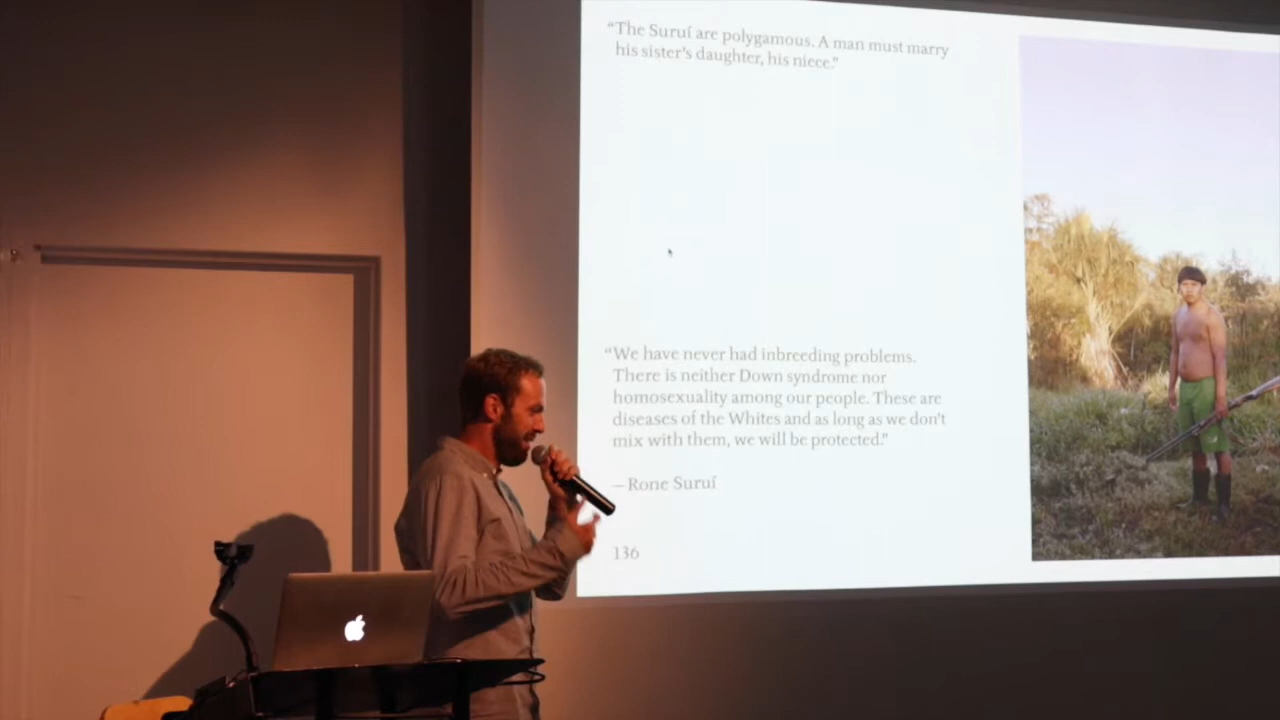 “The Suruí are polygamous. A man must marry
his sister’s daughter, his niece.”
“We have never had inbreeding problems.
There is neither Down syndrome nor
homosexuality among our people. These are
diseases of the Whites and as long as we don’t
mix with them, we will be protected.”
—Rone Suruí
136